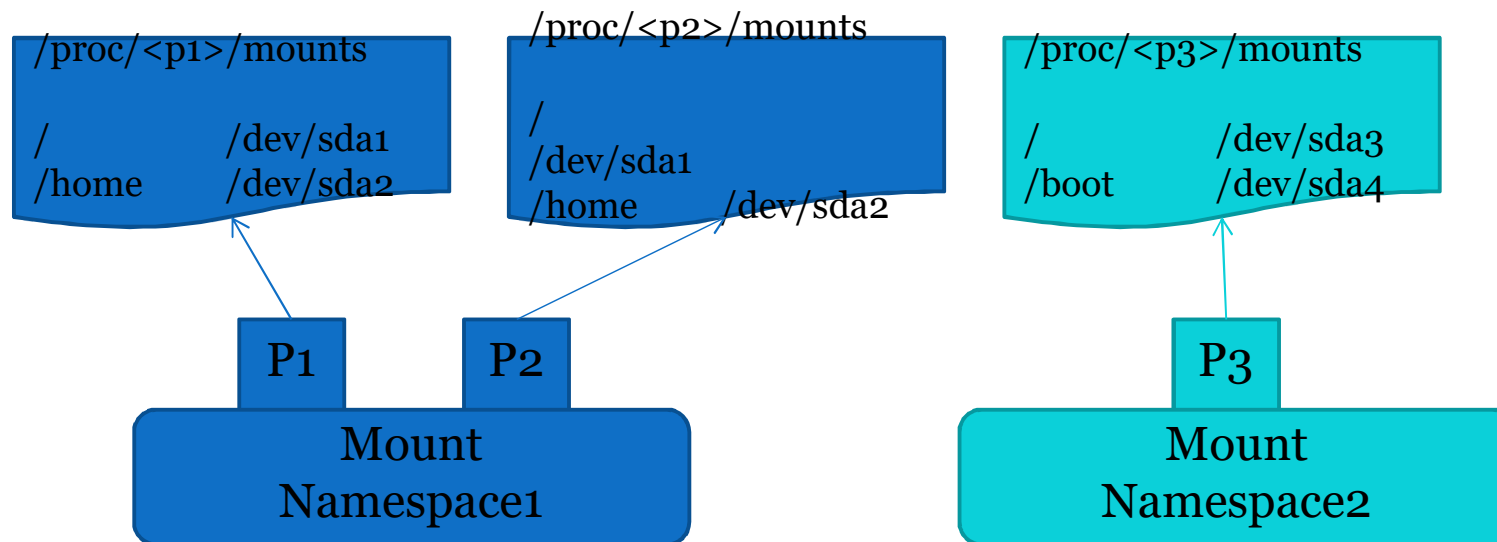 /proc/<p1>/mounts
/ /dev/sda1
/home /dev/sda2
/proc/<p2>/mounts
/
/dev/sda1
/home /dev/sda2
/proc/<p3>/mounts
/ /dev/sda3
/boot /dev/sda4
P1
P2
P3
Mount
Namespace1
Mount
Namespace2